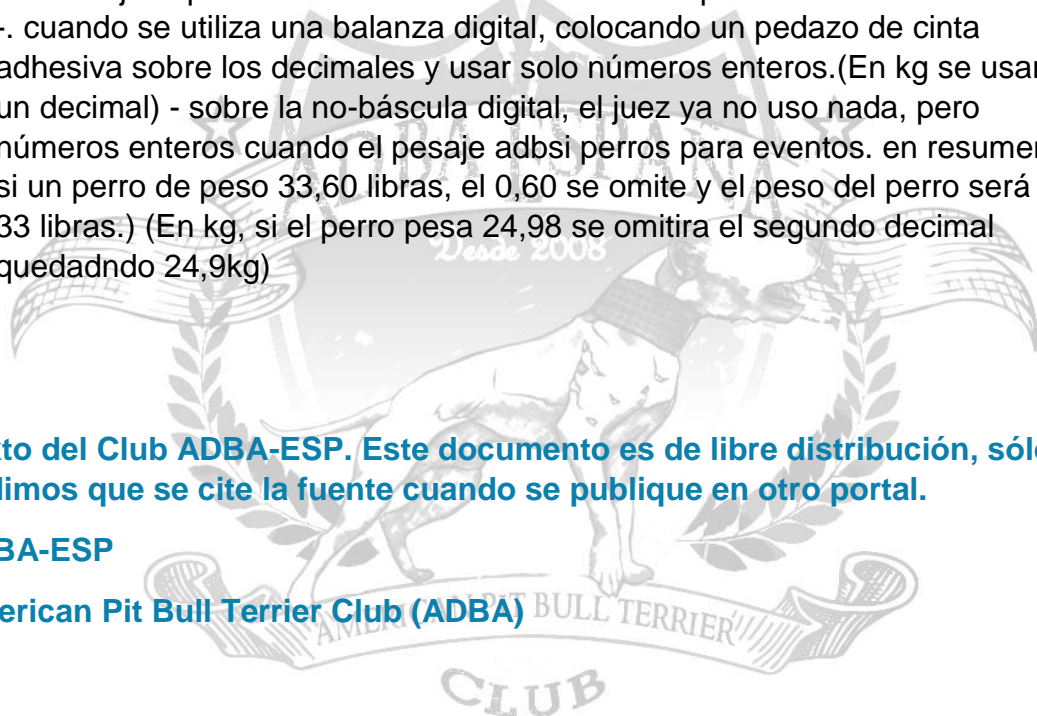 -. cuando se utiliza una balanza digital, colocando un pedazo de cinta
adhesiva sobre los decimales y usar solo números enteros.(En kg se usar
un decimal) - sobre la no-báscula digital, el juez ya no uso nada, pero
números enteros cuando el pesaje adbsi perros para eventos. en resumen
si un perro de peso 33,60 libras, el 0,60 se omite y el peso del perro será
33 libras.) (En kg, si el perro pesa 24,98 se omitira el segundo decimal
quedadndo 24,9kg)
ADBA ESPAÑA
Desde 2008
xto del Club ADBA-ESP. Este documento es de libre distribución, sólo
dimos que se cite la fuente cuando se publique en otro portal.
BA-ESP
erican Pit Bull Terrier Club (ADBA)
AMERICAN PIT BULL TERRIER
CLUB